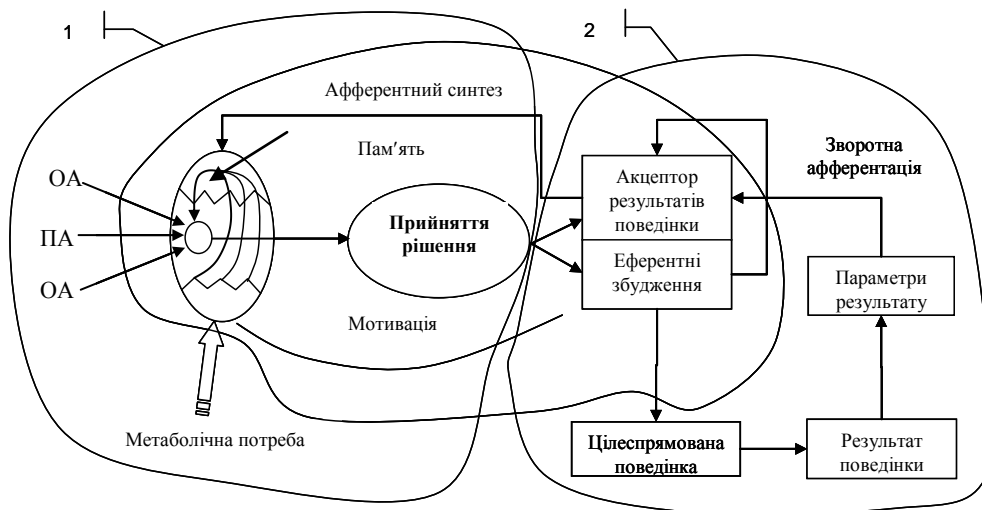 1
2
Афферентний синтез
Пам'ять
Зворотна
афферентація
ОА
ПА
ОА
Прийняття
рішення
Акцептор
результатів
поведінки
Еферентні
збудження
Параметри
результату
Мотивація
Метаболічна потреба
Цілеспрямована
поведінка
Результат
поведінки